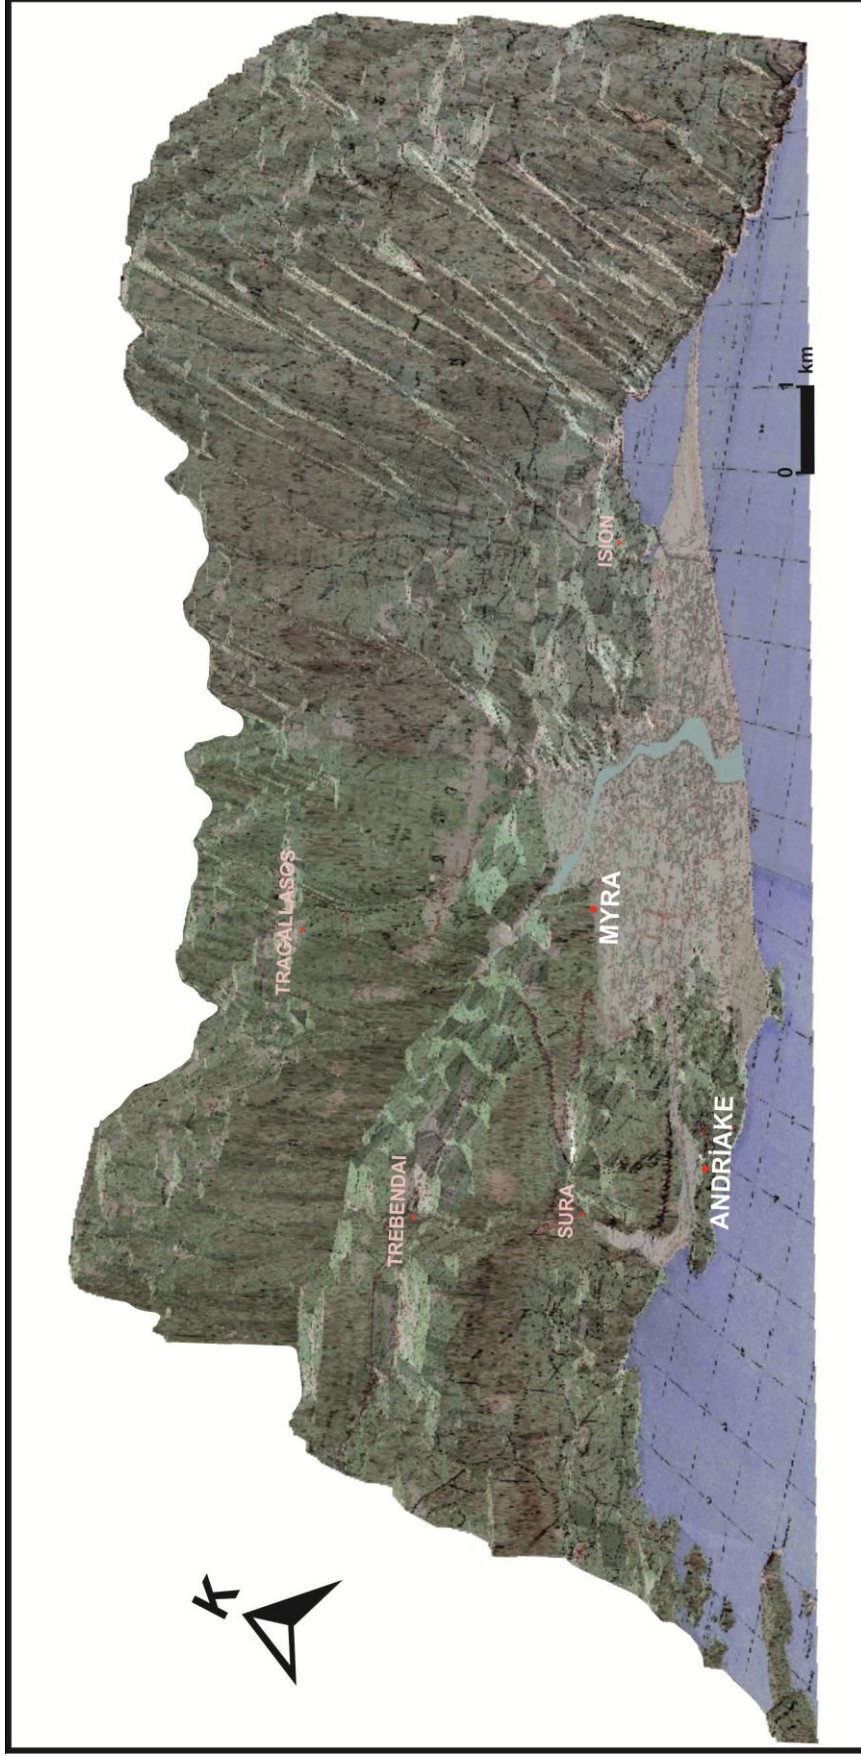 K
TRAGALLASOS
TREBENDAI
SURA
MYRA
ISION
ANDRİAKE
0 1
km